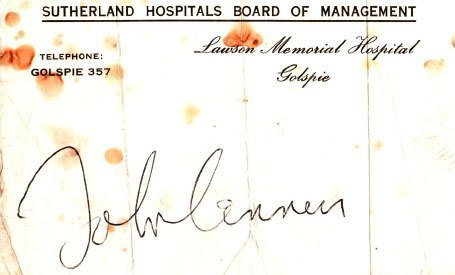 SUTHERLAND HOSPITALS BOARD OF MANAGEMENT
TELEPHONE:
GOLSPIE 357
Lawson Memorial Hospital
Golspie
John Lennon